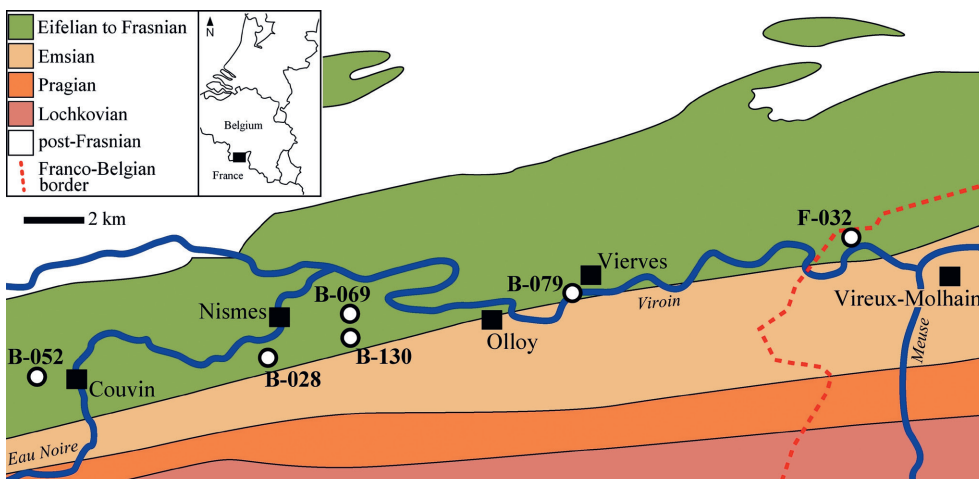 Eifelian to Frasnian
Emsian
Pragian
Lochkovian
post-Frasnian
Franco-Belgian
border
N
Belgium
France
2 km
F-032
Vierves
B-079
Viroin
Vireux-Molhain
B-069
Nismes
Olloy
B-130
B-052
B-028
Couvin
Meuse
Eau Noire